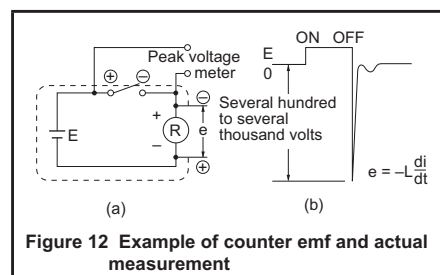 Peak voltage
meter
⊕ ⊖
E
+
R
–
⊖
e
⊕
(a)
ON OFF
E
0
Several hundred
to several
thousand volts
e = –L di/dt
(b)
Figure 12 Example of counter emf and actual
measurement